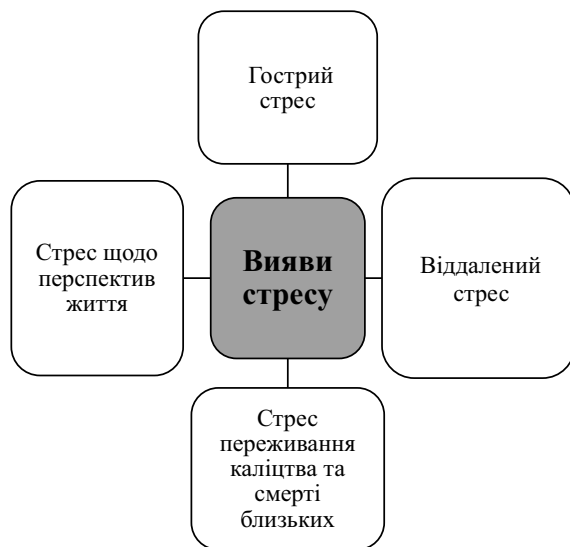 Гострий
стрес
Стрес щодо
перспектив
життя
Вияви
стресу
Віддалений
стрес
Стрес
переживання
каліцтва та
смерті
близьких